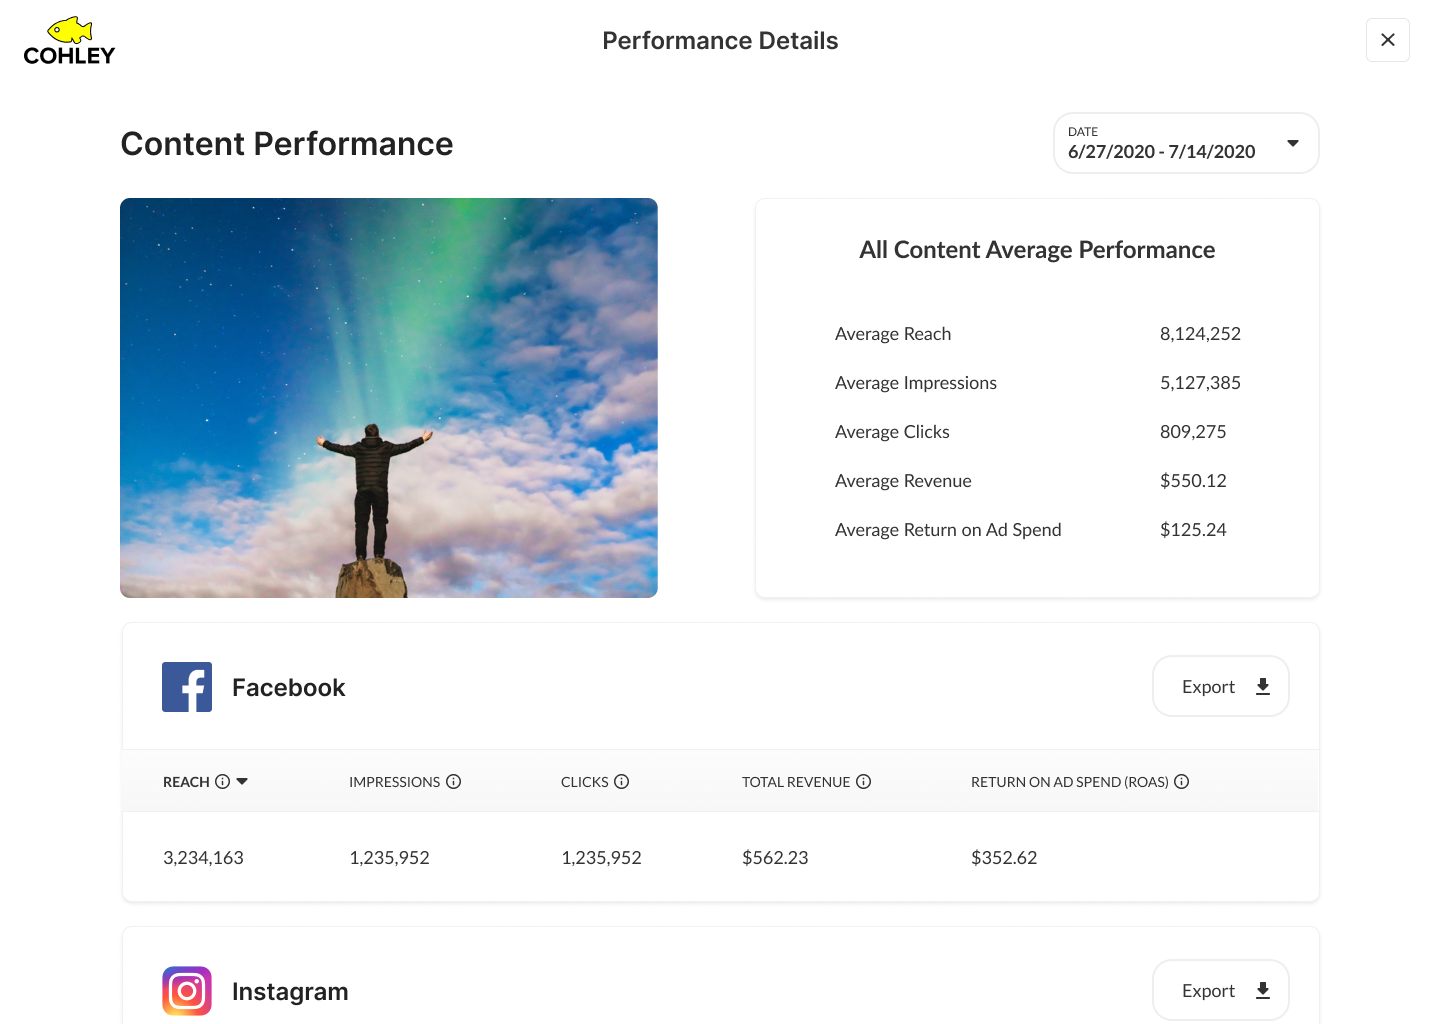 COHLEY
Performance Details
Content Performance
DATE
6/27/2020 - 7/14/2020
All Content Average Performance
Average Reach 8,124,252
Average Impressions 5,127,385
Average Clicks 809,275
Average Revenue $550.12
Average Return on Ad Spend $125.24
Facebook
Export
REACH IMPRESSIONS CLICKS TOTAL REVENUE RETURN ON AD SPEND (ROAS)
3,234,163 1,235,952 1,235,952 $562.23 $352.62
Instagram
Export